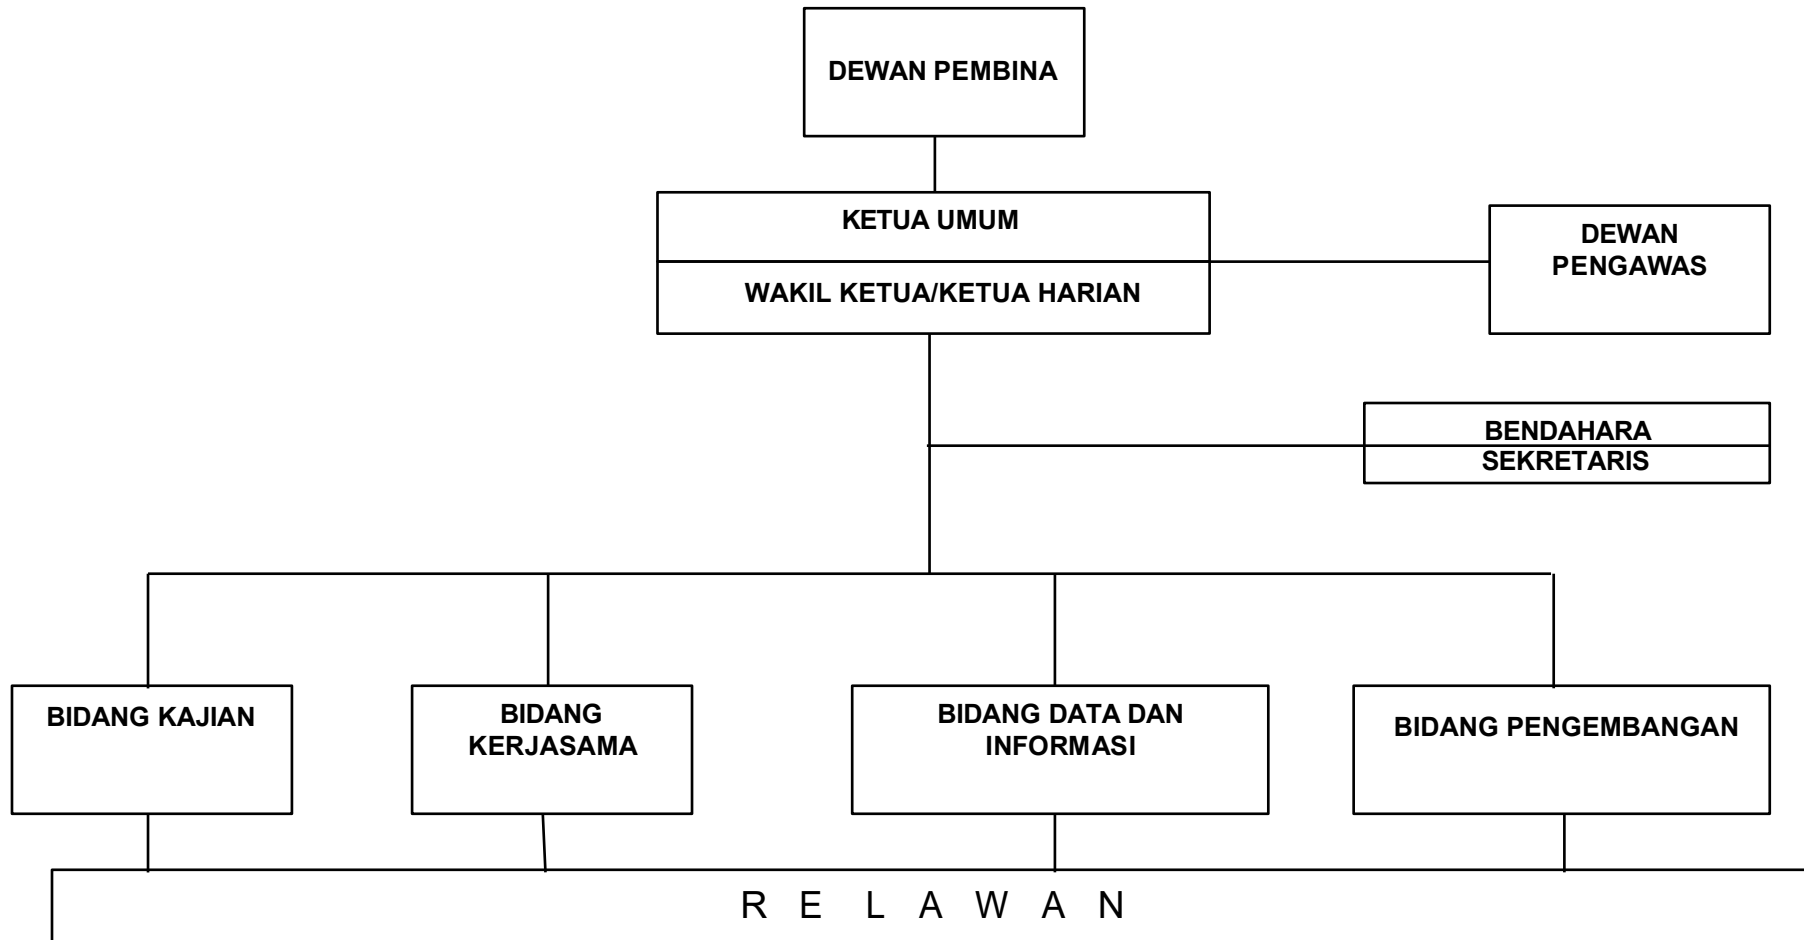 DEWAN PEMBINA
KETUA UMUM
WAKIL KETUA/KETUA HARIAN
DEWAN
PENGAWAS
BENDAHARA
SEKRETARIS
BIDANG KAJIAN
BIDANG
KERJASAMA
BIDANG DATA DAN
INFORMASI
BIDANG PENGEMBANGAN
R E L A W A N